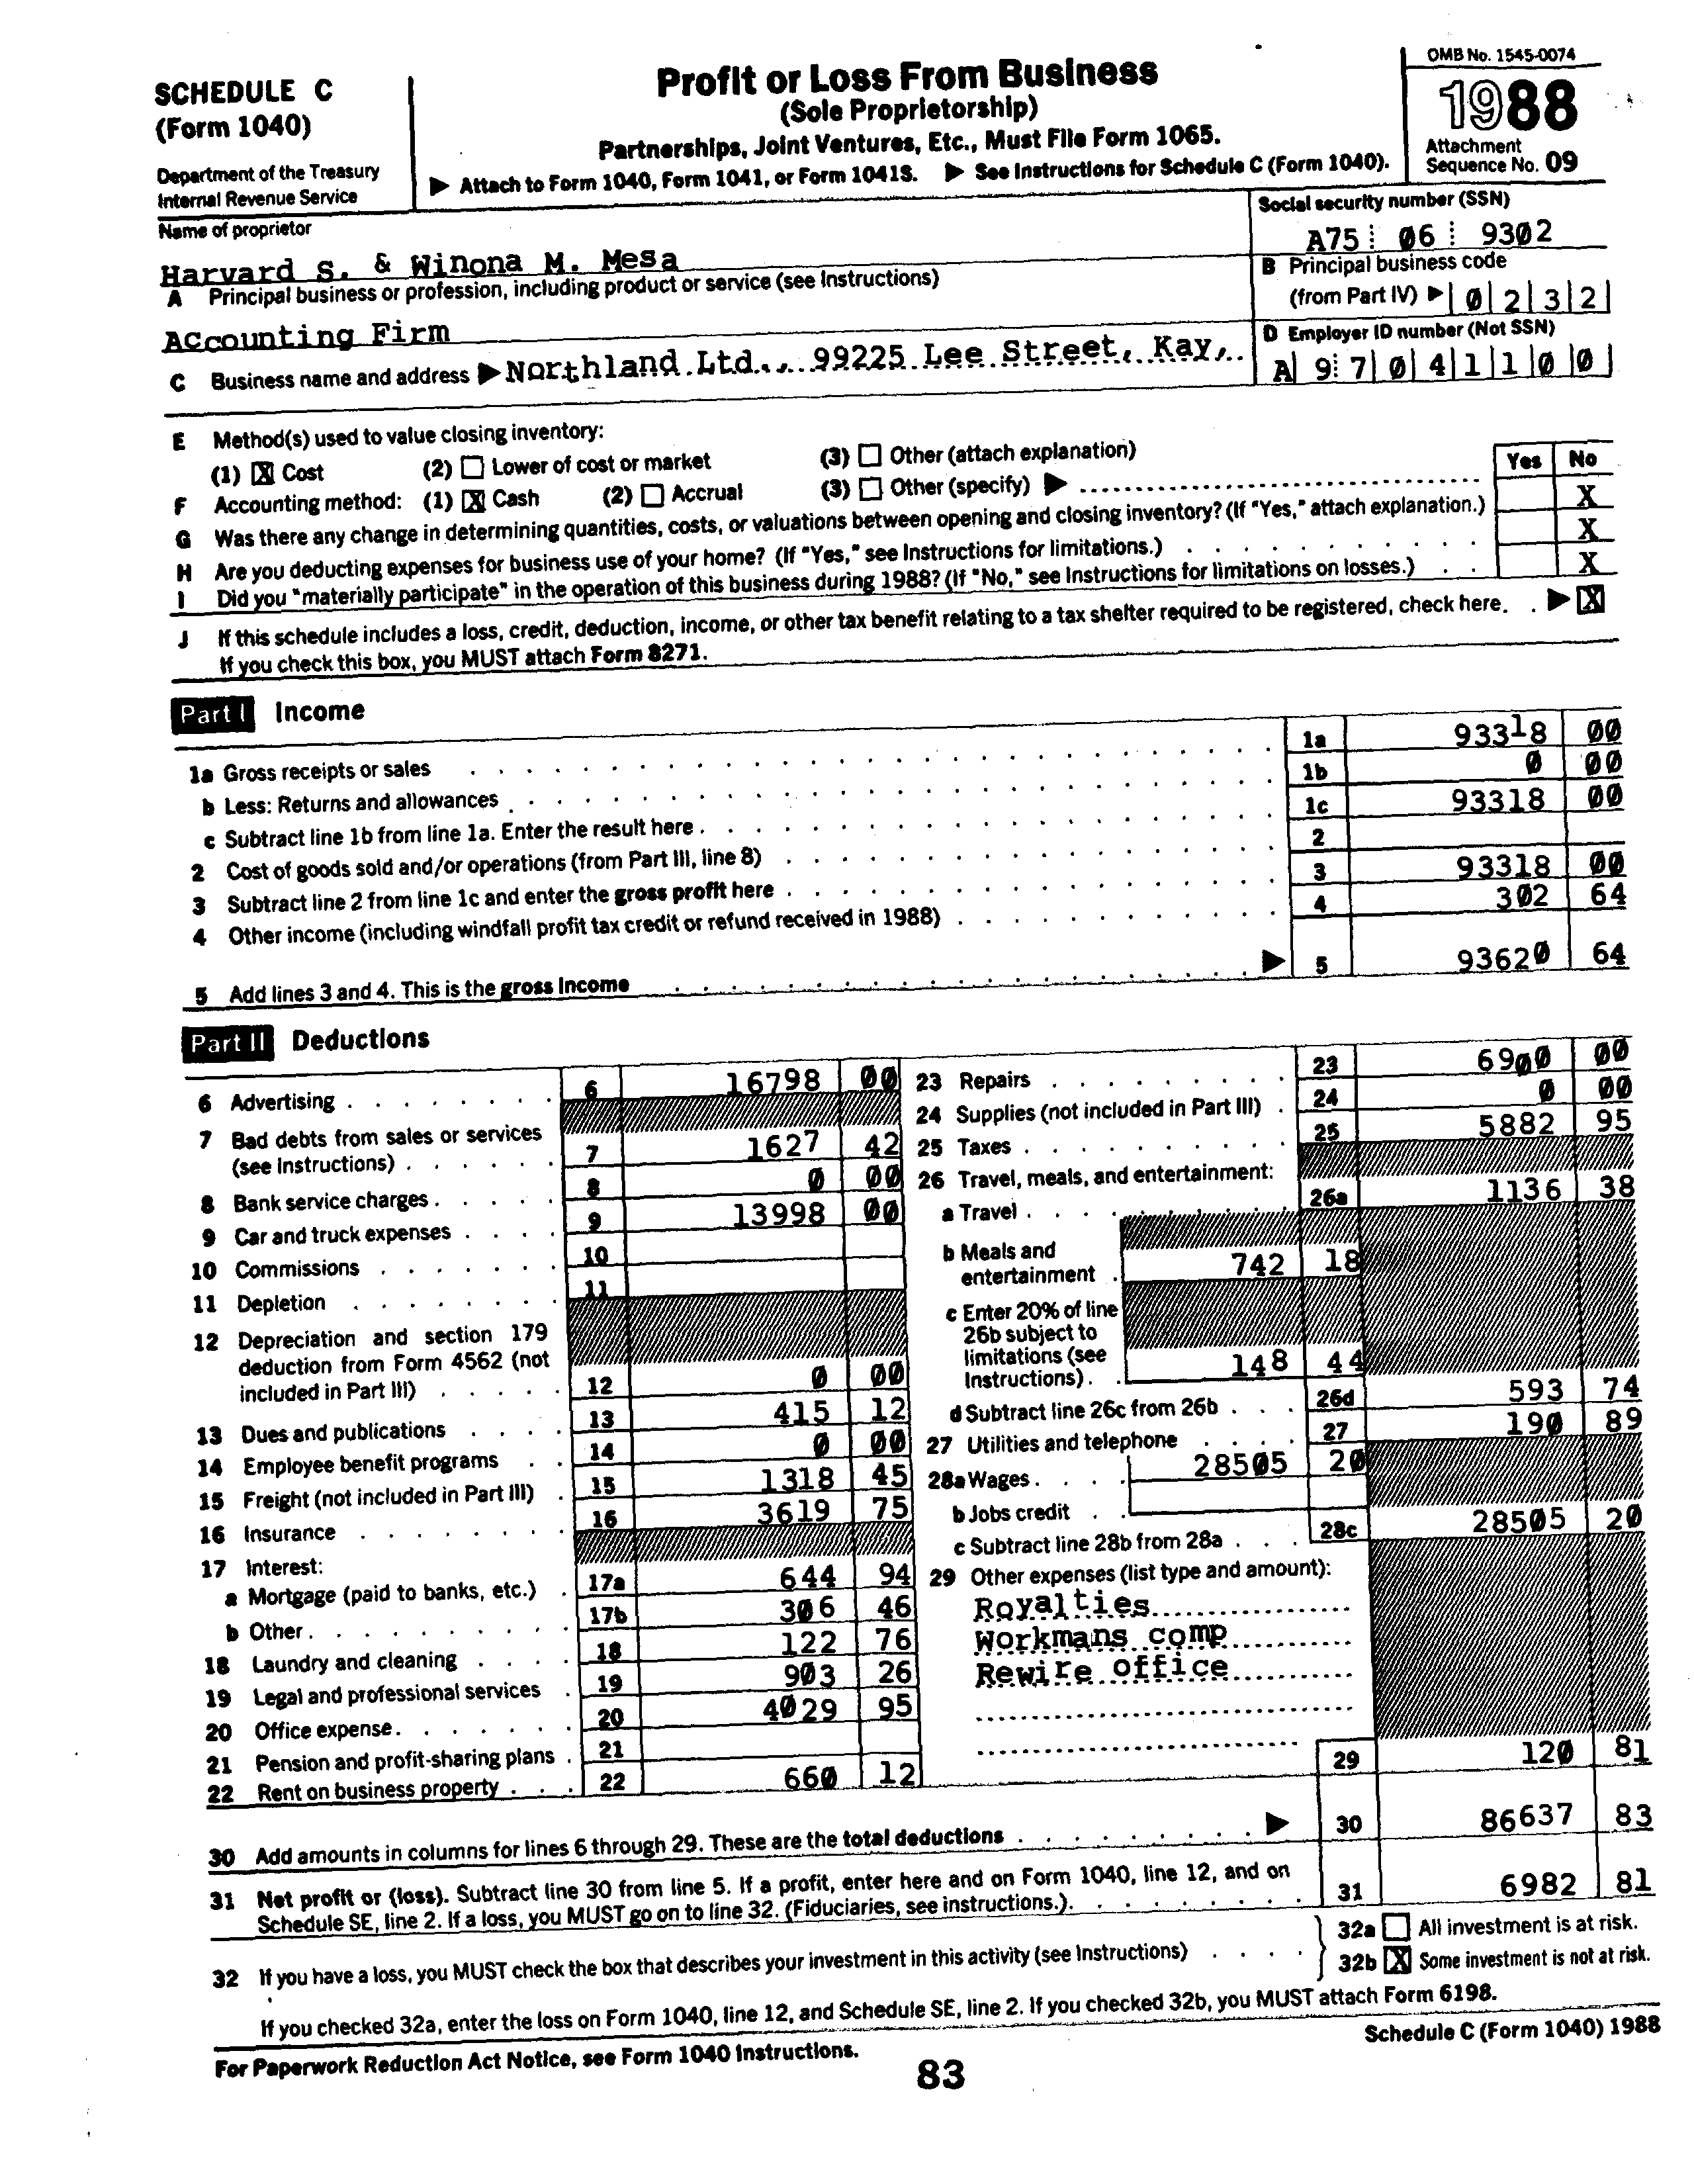 SCHEDULE C
(Form 1040)
Department of the Treasury
Internal Revenue Service
Profit or Loss From Business
(Sole Proprietorship)
Partnerships, Joint Ventures, Etc., Must File Form 1065.
▶ Attach to Form 1040, Form 1041, or Form 1041S. ▶ See Instructions for Schedule C (Form 1040).
OMB No. 1545-0074
1988
Attachment
Sequence No. 09
Name of proprietor
Harvard S. & Winona M. Mesa
Social security number (SSN)
A75 06 9302
A Principal business or profession, including product or service (see Instructions)
Accounting Firm
B Principal business code
(from Part IV) ▶ 0 2 3 2
C Business name and address ▶ Northland Ltd., 99225 Lee Street, Kay,
D Employer ID number (Not SSN)
A 9 7 0 4 1 1 0 0
E Method(s) used to value closing inventory:
(1) [X] Cost (2) [ ] Lower of cost or market (3) [ ] Other (attach explanation)
Yes No
F Accounting method: (1) [X] Cash (2) [ ] Accrual (3) [ ] Other (specify) ▶
G Was there any change in determining quantities, costs, or valuations between opening and closing inventory? (If "Yes," attach explanation.) X
H Are you deducting expenses for business use of your home? (If "Yes," see Instructions for limitations.) X
I Did you "materially participate" in the operation of this business during 1988? (If "No," see Instructions for limitations on losses.) X
J If this schedule includes a loss, credit, deduction, income, or other tax benefit relating to a tax shelter required to be registered, check here. ▶ [X]
If you check this box, you MUST attach Form 8271.
Part I Income
1a Gross receipts or sales 1a 93318 00
b Less: Returns and allowances 1b 0 00
c Subtract line 1b from line 1a. Enter the result here 1c 93318 00
2 Cost of goods sold and/or operations (from Part III, line 8) 2
3 Subtract line 2 from line 1c and enter the gross profit here 3 93318 00
4 Other income (including windfall profit tax credit or refund received in 1988) 4 302 64
5 Add lines 3 and 4. This is the gross income ▶ 5 93620 64
Part II Deductions
6 Advertising 6 16798 00
7 Bad debts from sales or services
(see Instructions) 7 1627 42
8 Bank service charges 8 0 00
9 Car and truck expenses 9 13998 00
10 Commissions 10
11 Depletion 11
12 Depreciation and section 179
deduction from Form 4562 (not
included in Part III) 12 0 00
13 Dues and publications 13 415 12
14 Employee benefit programs 14 0 00
15 Freight (not included in Part III) 15 1318 45
16 Insurance 16 3619 75
17 Interest:
a Mortgage (paid to banks, etc.) 17a 644 94
b Other 17b 306 46
18 Laundry and cleaning 18 122 76
19 Legal and professional services 19 903 26
20 Office expense 20 4029 95
21 Pension and profit-sharing plans 21
22 Rent on business property 22 660 12
23 Repairs 23 6900 00
24 Supplies (not included in Part III) 24 0 00
25 Taxes 25 5882 95
26 Travel, meals, and entertainment:
a Travel 26a 1136 38
b Meals and
entertainment 742 18
c Enter 20% of line
26b subject to
limitations (see
Instructions) 148 44
d Subtract line 26c from 26b 26d 593 74
27 Utilities and telephone 27 190 89
28a Wages 28505 20
b Jobs credit
c Subtract line 28b from 28a 28c 28505 20
29 Other expenses (list type and amount):
Royalties
Workmans comp
Rewire office
29 120 81
30 Add amounts in columns for lines 6 through 29. These are the total deductions ▶ 30 86637 83
31 Net profit or (loss). Subtract line 30 from line 5. If a profit, enter here and on Form 1040, line 12, and on
Schedule SE, line 2. If a loss, you MUST go on to line 32. (Fiduciaries, see instructions.) 31 6982 81
32 If you have a loss, you MUST check the box that describes your investment in this activity (see Instructions)
32a [ ] All investment is at risk.
32b [X] Some investment is not at risk.
If you checked 32a, enter the loss on Form 1040, line 12, and Schedule SE, line 2. If you checked 32b, you MUST attach Form 6198.
For Paperwork Reduction Act Notice, see Form 1040 Instructions.
Schedule C (Form 1040) 1988
83